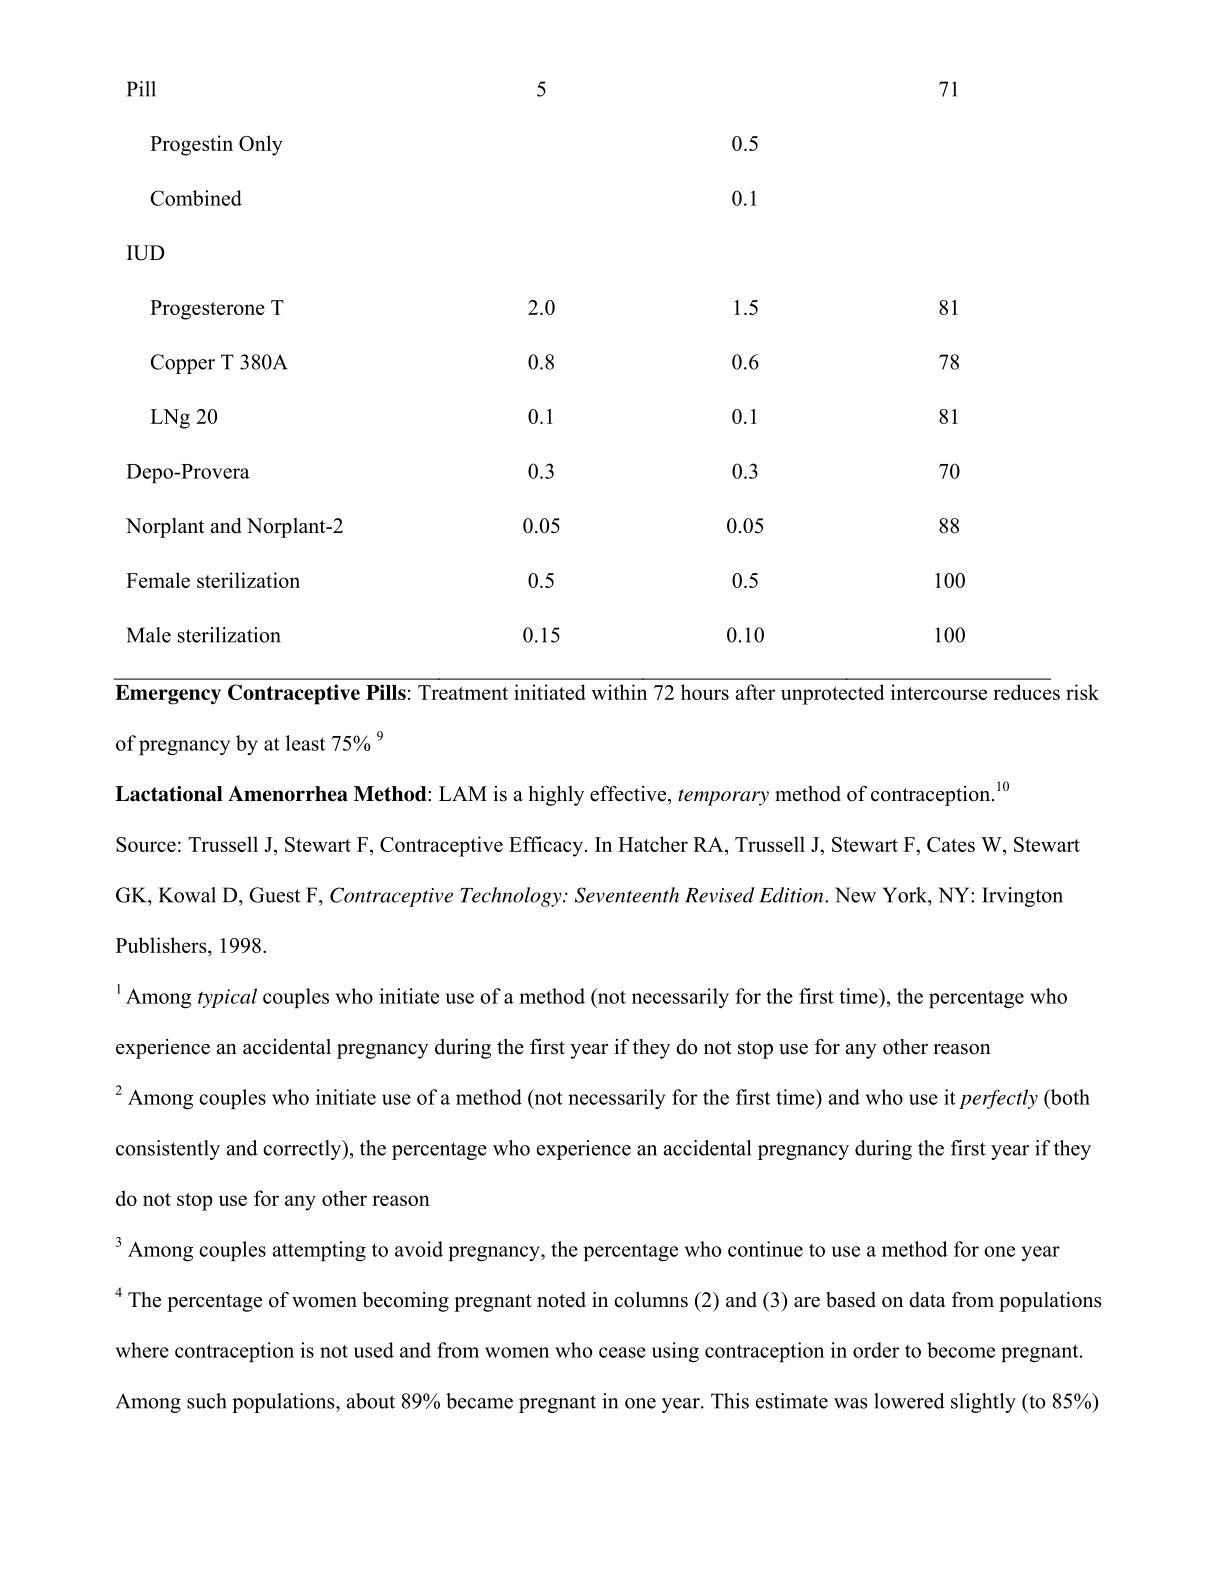 Pill 5 71
Progestin Only 0.5
Combined 0.1
IUD
Progesterone T 2.0 1.5 81
Copper T 380A 0.8 0.6 78
LNg 20 0.1 0.1 81
Depo-Provera 0.3 0.3 70
Norplant and Norplant-2 0.05 0.05 88
Female sterilization 0.5 0.5 100
Male sterilization 0.15 0.10 100
Emergency Contraceptive Pills: Treatment initiated within 72 hours after unprotected intercourse reduces risk
of pregnancy by at least 75% 9
Lactational Amenorrhea Method: LAM is a highly effective, temporary method of contraception.10
Source: Trussell J, Stewart F, Contraceptive Efficacy. In Hatcher RA, Trussell J, Stewart F, Cates W, Stewart
GK, Kowal D, Guest F, Contraceptive Technology: Seventeenth Revised Edition. New York, NY: Irvington
Publishers, 1998.
1 Among typical couples who initiate use of a method (not necessarily for the first time), the percentage who
experience an accidental pregnancy during the first year if they do not stop use for any other reason
2 Among couples who initiate use of a method (not necessarily for the first time) and who use it perfectly (both
consistently and correctly), the percentage who experience an accidental pregnancy during the first year if they
do not stop use for any other reason
3 Among couples attempting to avoid pregnancy, the percentage who continue to use a method for one year
4 The percentage of women becoming pregnant noted in columns (2) and (3) are based on data from populations
where contraception is not used and from women who cease using contraception in order to become pregnant.
Among such populations, about 89% became pregnant in one year. This estimate was lowered slightly (to 85%)